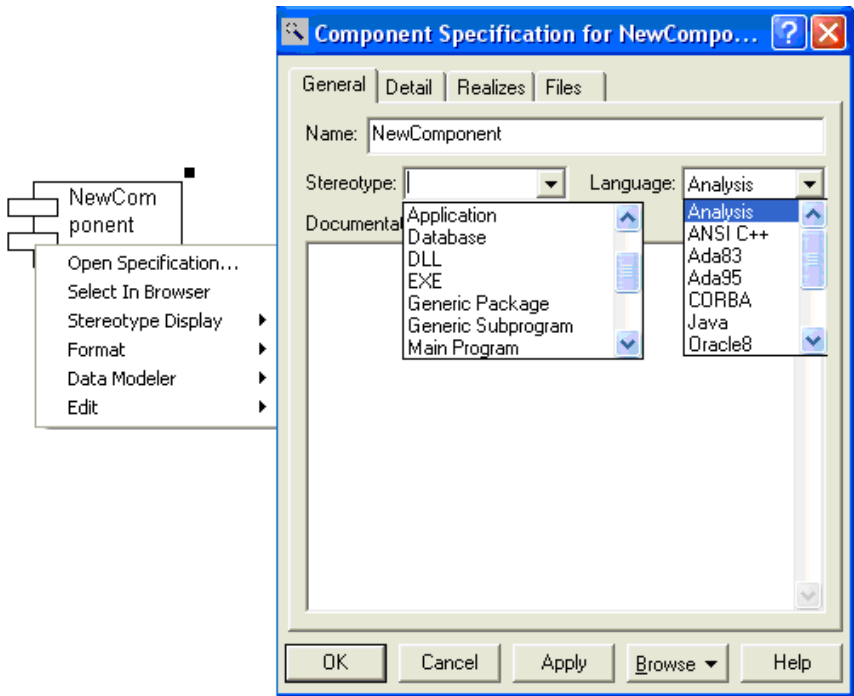 Component Specification for NewCompo...
General Detail Realizes Files
Name: NewComponent
Stereotype: Language: Analysis
Documental
Application
Database
DLL
EXE
Generic Package
Generic Subprogram
Main Program
Analysis
ANSI C++
Ada83
Ada95
CORBA
Java
Oracle8
NewCom
ponent
Open Specification...
Select In Browser
Stereotype Display
Format
Data Modeler
Edit
OK Cancel Apply Browse Help